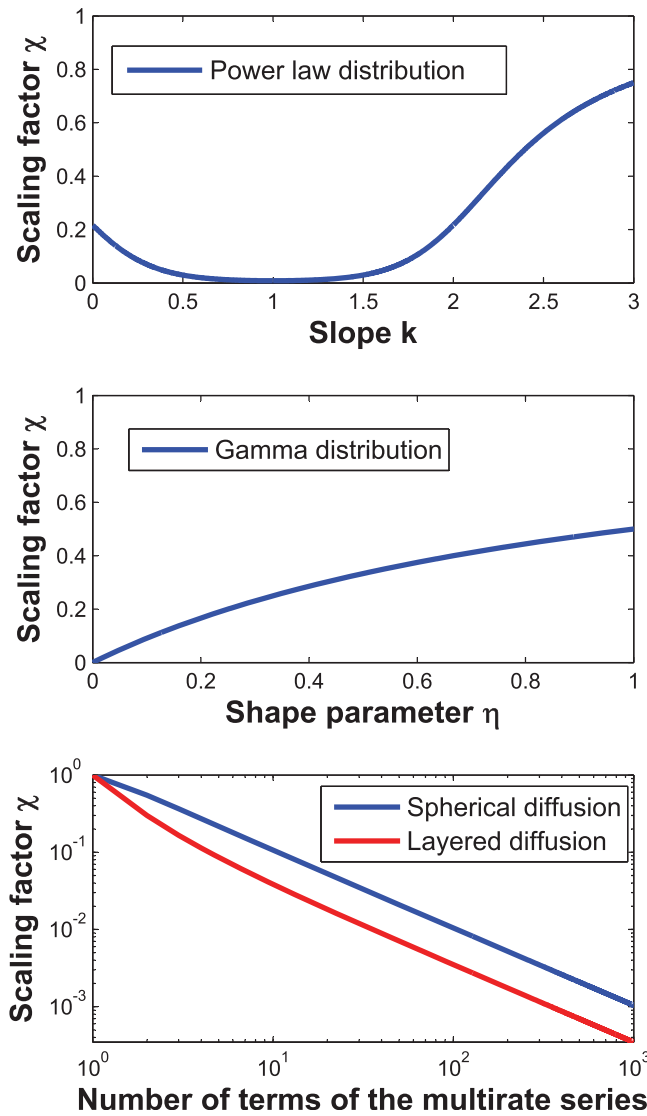 1
0.8
0.6
0.4
0.2
0
Scaling factor χ
Power law distribution
0 0.5 1 1.5 2 2.5 3
Slope k
1
0.8
0.6
0.4
0.2
0
Scaling factor χ
Gamma distribution
0 0.2 0.4 0.6 0.8 1
Shape parameter η
10^0
10^-1
10^-2
10^-3
Scaling factor χ
Spherical diffusion
Layered diffusion
10^0 10^1 10^2 10^3
Number of terms of the multirate series